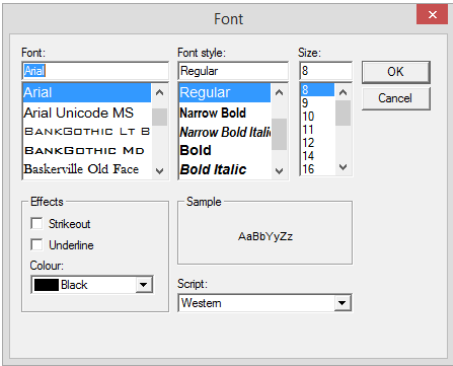 Font
Font: Font style: Size:
Arial Regular 8 OK
Arial Regular 8 Cancel
Arial Unicode MS Narrow Bold 9
BankGothic Lt B Narrow Bold Itali 10
BankGothic Md Bold 11
Baskerville Old Face Bold Italic 12
14
16
Effects Sample
Strikeout AaBbYyZz
Underline
Colour:
Black
Script:
Western